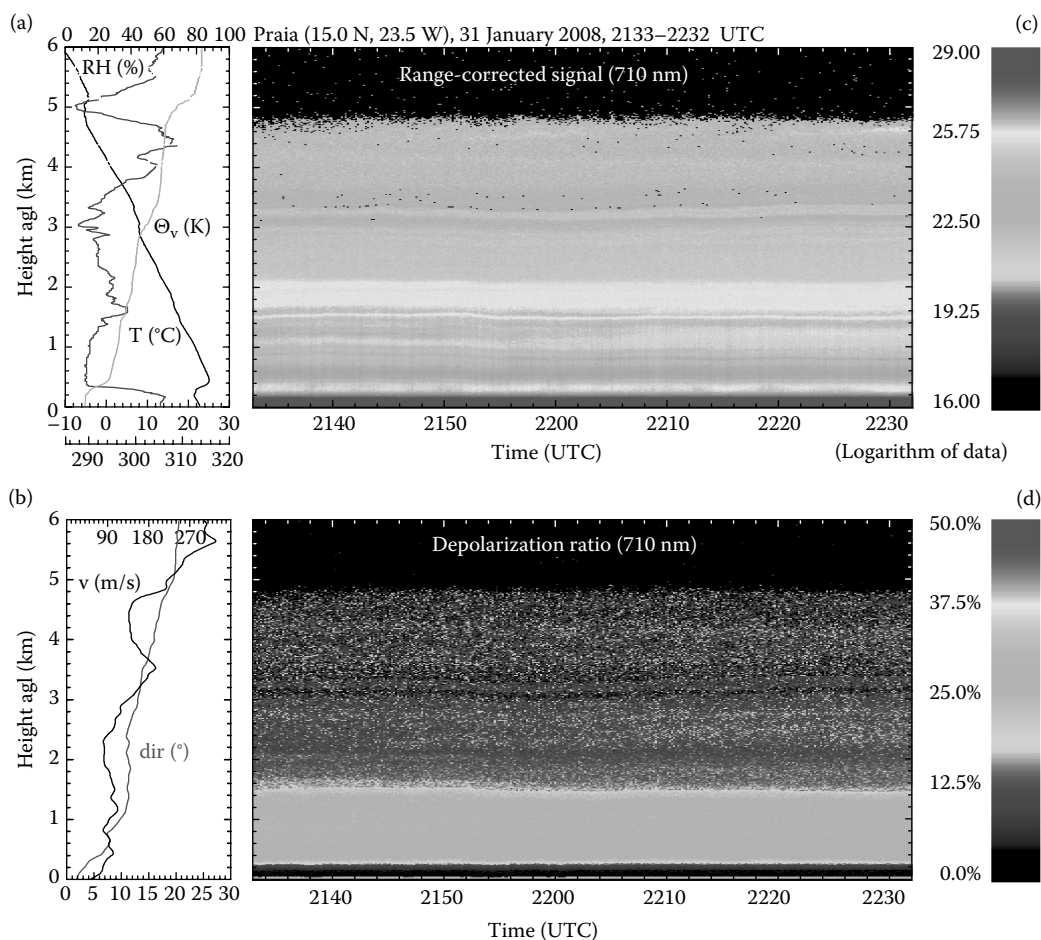 (a)
0 20 40 60 80 100 Praia (15.0 N, 23.5 W), 31 January 2008, 2133–2232 UTC
(c)
6
5
4
3
2
1
0
Height agl (km)
RH (%)
Θv (K)
T (°C)
−10 0 10 20 30
290 300 310 320
Range-corrected signal (710 nm)
2140 2150 2200 2210 2220 2230
Time (UTC)
29.00
25.75
22.50
19.25
16.00
(Logarithm of data)
(b)
(d)
6
5
4
3
2
1
0
Height agl (km)
90 180 270
v (m/s)
dir (°)
0 5 10 15 20 25 30
Depolarization ratio (710 nm)
2140 2150 2200 2210 2220 2230
Time (UTC)
50.0%
37.5%
25.0%
12.5%
0.0%